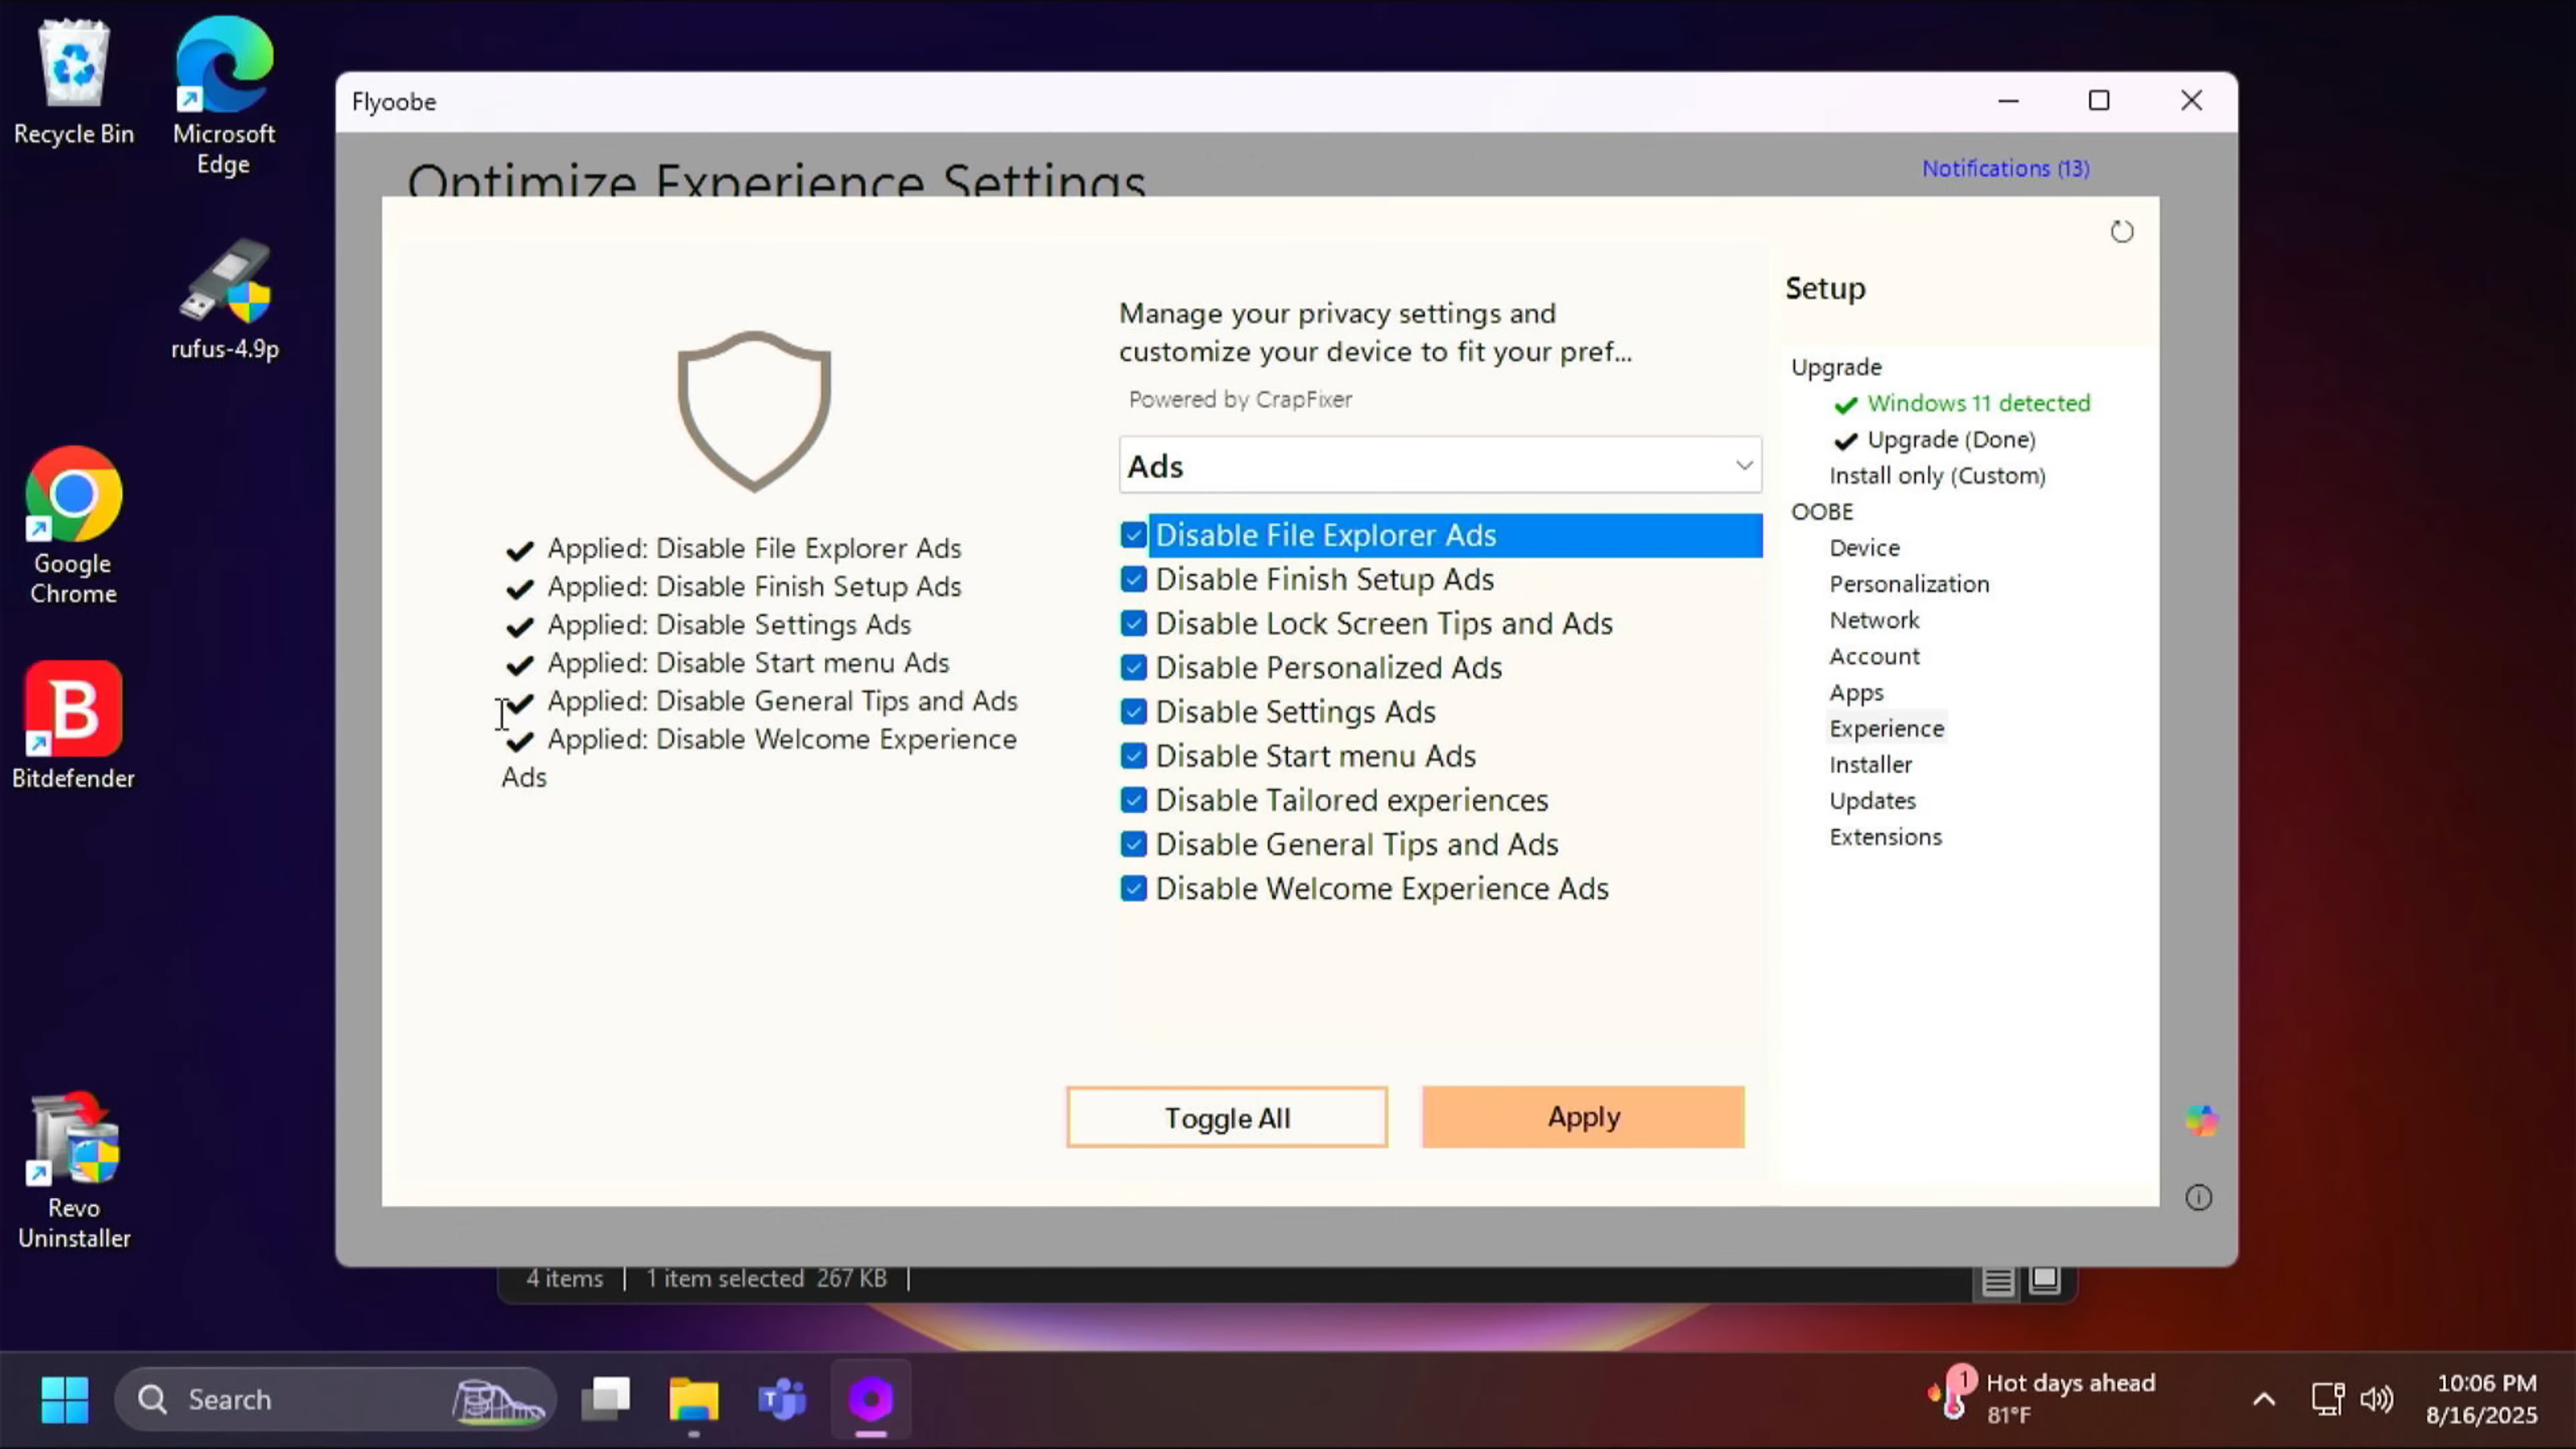 Recycle Bin
Microsoft
Edge
rufus-4.9p
Google
Chrome
Bitdefender
Revo
Uninstaller
Flyoobe
Optimize Experience Settings
Notifications (13)
Applied: Disable File Explorer Ads
Applied: Disable Finish Setup Ads
Applied: Disable Settings Ads
Applied: Disable Start menu Ads
Applied: Disable General Tips and Ads
Applied: Disable Welcome Experience
Ads
Manage your privacy settings and
customize your device to fit your pref...
Powered by CrapFixer
Ads
Disable File Explorer Ads
Disable Finish Setup Ads
Disable Lock Screen Tips and Ads
Disable Personalized Ads
Disable Settings Ads
Disable Start menu Ads
Disable Tailored experiences
Disable General Tips and Ads
Disable Welcome Experience Ads
Toggle All
Apply
Setup
Upgrade
Windows 11 detected
Upgrade (Done)
Install only (Custom)
OOBE
Device
Personalization
Network
Account
Apps
Experience
Installer
Updates
Extensions
4 items | 1 item selected 267 KB |
Search
1
Hot days ahead
81°F
10:06 PM
8/16/2025